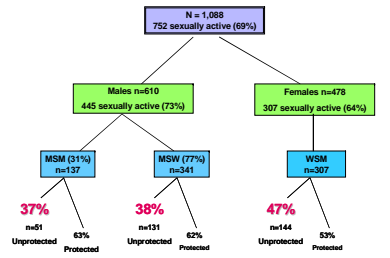 N = 1,088
752 sexually active (69%)
Males n=610
445 sexually active (73%)
Females n=478
307 sexually active (64%)
MSM (31%)
n=137
MSW (77%)
n=341
WSM
n=307
37%
n=51
Unprotected
63%
Protected
38%
n=131
Unprotected
62%
Protected
47%
n=144
Unprotected
53%
Protected